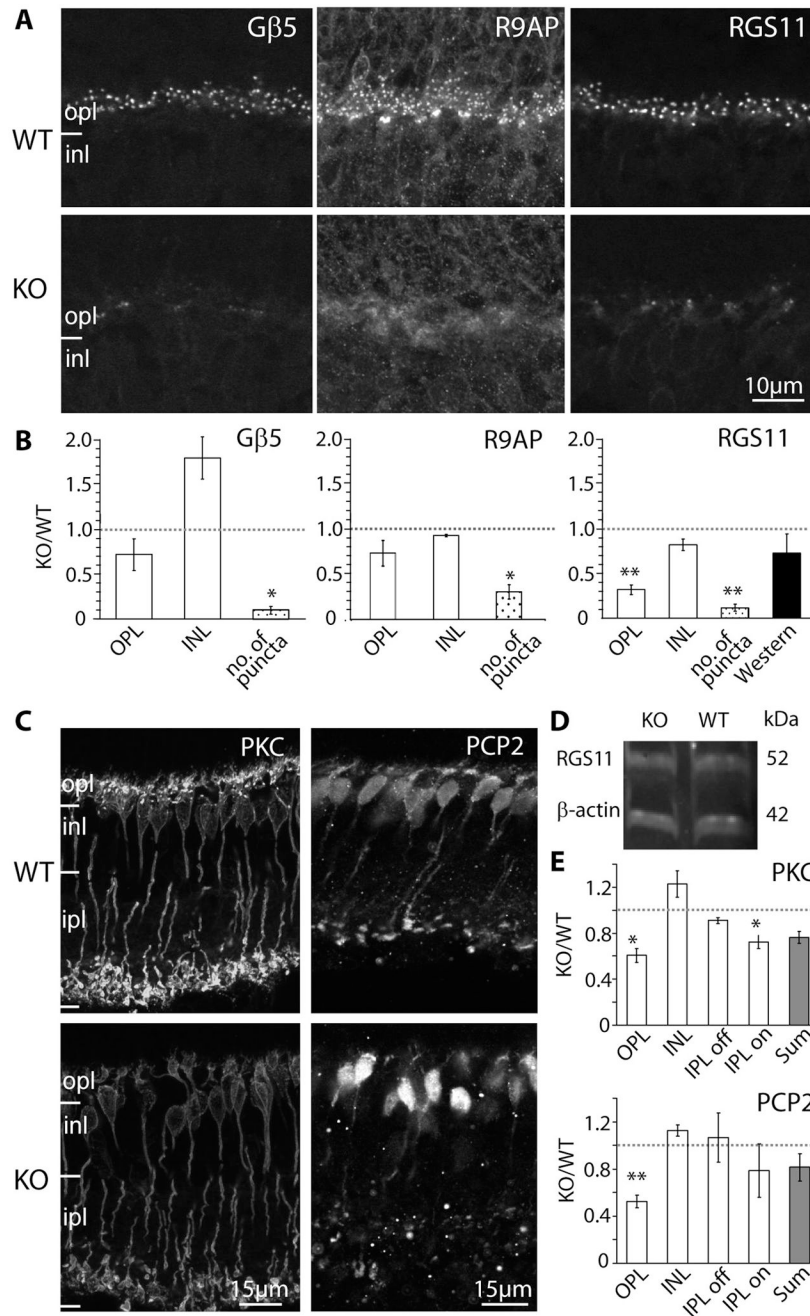 A
Gβ5 R9AP RGS11
WT
opl
inl
KO
opl
inl
10µm
B
Gβ5 R9AP RGS11
KO/WT
2.0 2.0 2.0
1.5 1.5 1.5
1.0 1.0 1.0
0.5 0.5 0.5
0 0 0
* * ** **
OPL INL no. of puncta
OPL INL no. of puncta
OPL INL no. of puncta Western
C
PKC PCP2
WT
opl
inl
ipl
KO
opl
inl
ipl
15µm 15µm
D
KO WT kDa
RGS11 52
β-actin 42
E
PKC
KO/WT
1.2
0.8
0.4
0
* *
OPL INL IPL off IPL on Sum
PCP2
KO/WT
1.2
0.8
0.4
0
**
OPL INL IPL off IPL on Sum